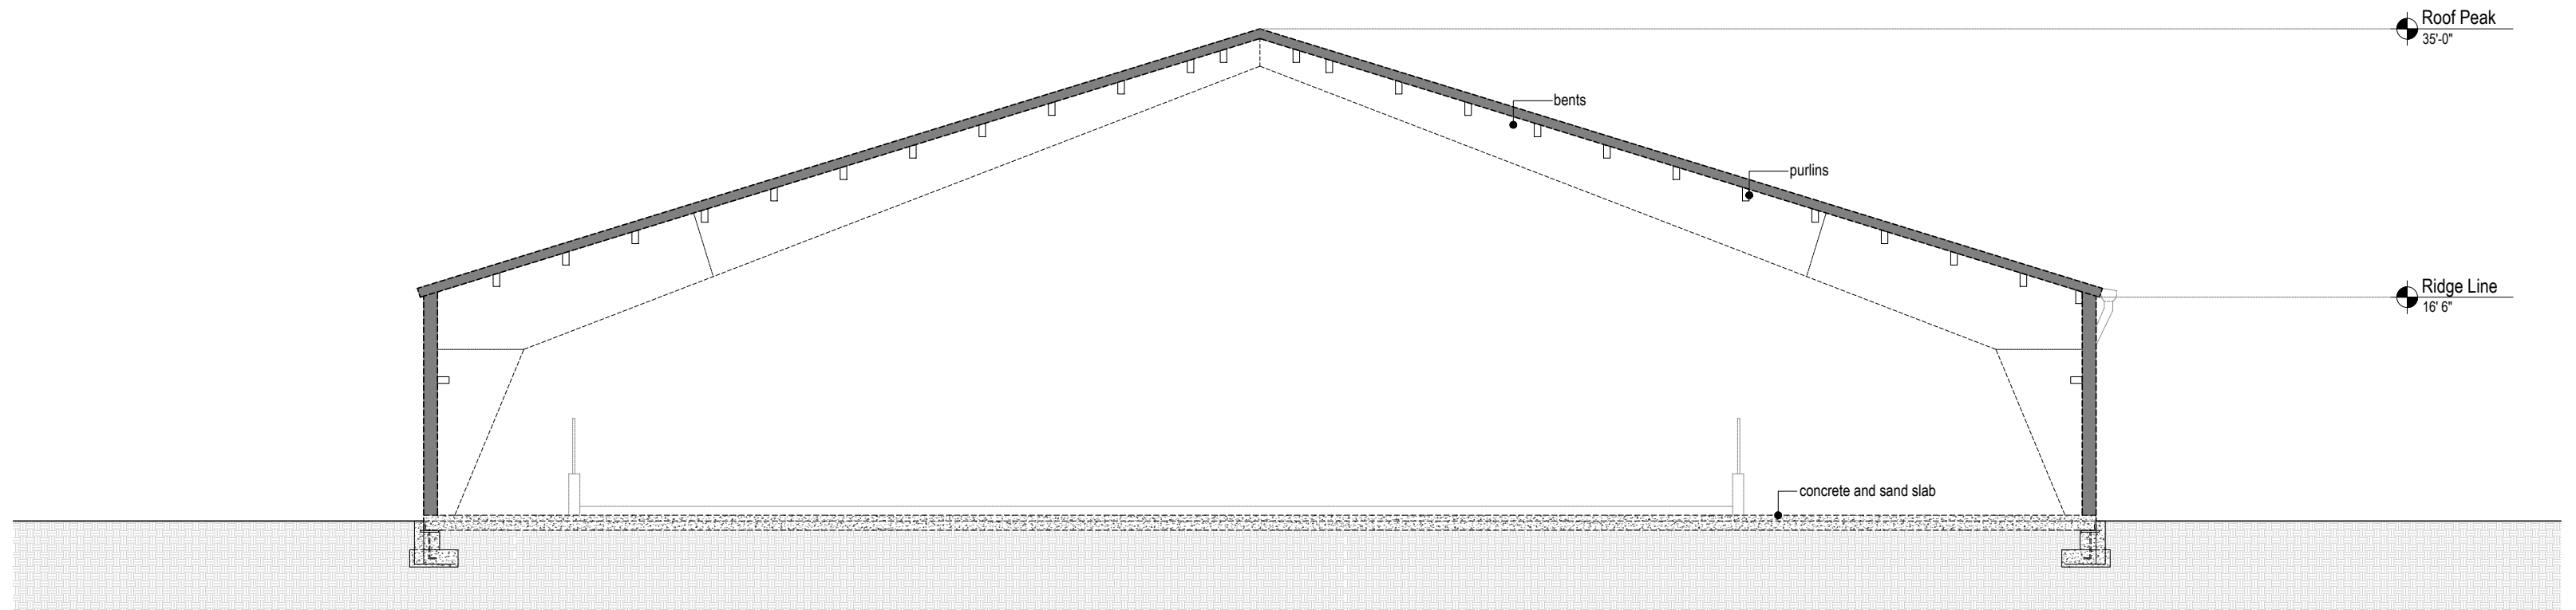 Roof Peak
35'-0"
bents
purlins
Ridge Line
16' 6"
concrete and sand slab